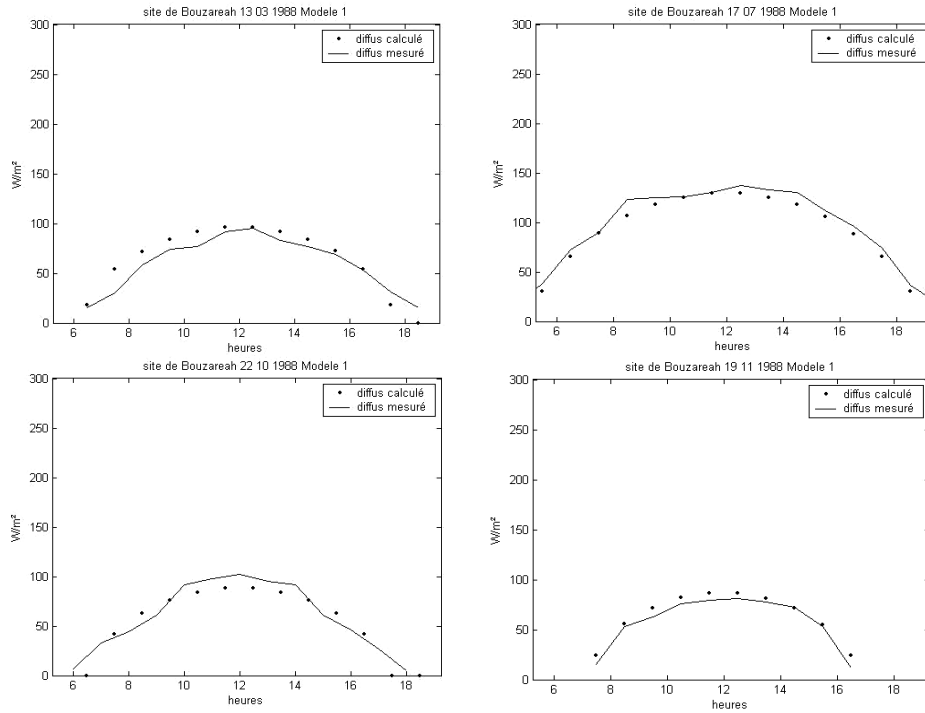 site de Bouzareah 13 03 1988 Modele 1
300
250
200
150
100
50
0
W/m²
6 8 10 12 14 16 18
heures
diffus calculé
diffus mesuré
site de Bouzareah 17 07 1988 Modele 1
300
250
200
150
100
50
0
W/m²
6 8 10 12 14 16 18
heures
diffus calculé
diffus mesuré
site de Bouzareah 22 10 1988 Modele 1
300
250
200
150
100
50
0
W/m²
6 8 10 12 14 16 18
heures
diffus calculé
diffus mesuré
site de Bouzareah 19 11 1988 Modele 1
300
250
200
150
100
50
0
W/m²
6 8 10 12 14 16 18
heures
diffus calculé
diffus mesuré